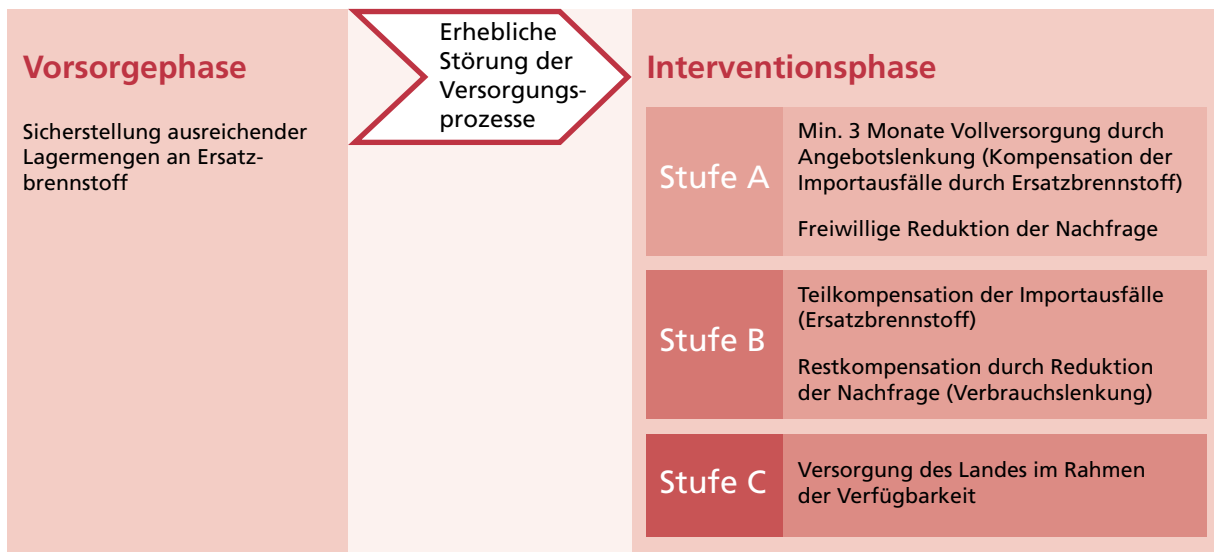 Vorsorgephase
Sicherstellung ausreichender
Lagermengen an Ersatz-
brennstoff
Erhebliche
Störung der
Versorgungs-
prozesse
Interventionsphase
Stufe A
Min. 3 Monate Vollversorgung durch
Angebotslenkung (Kompensation der
Importausfälle durch Ersatzbrennstoff)
Freiwillige Reduktion der Nachfrage
Stufe B
Teilkompensation der Importausfälle
(Ersatzbrennstoff)
Restkompensation durch Reduktion
der Nachfrage (Verbrauchslenkung)
Stufe C
Versorgung des Landes im Rahmen
der Verfügbarkeit